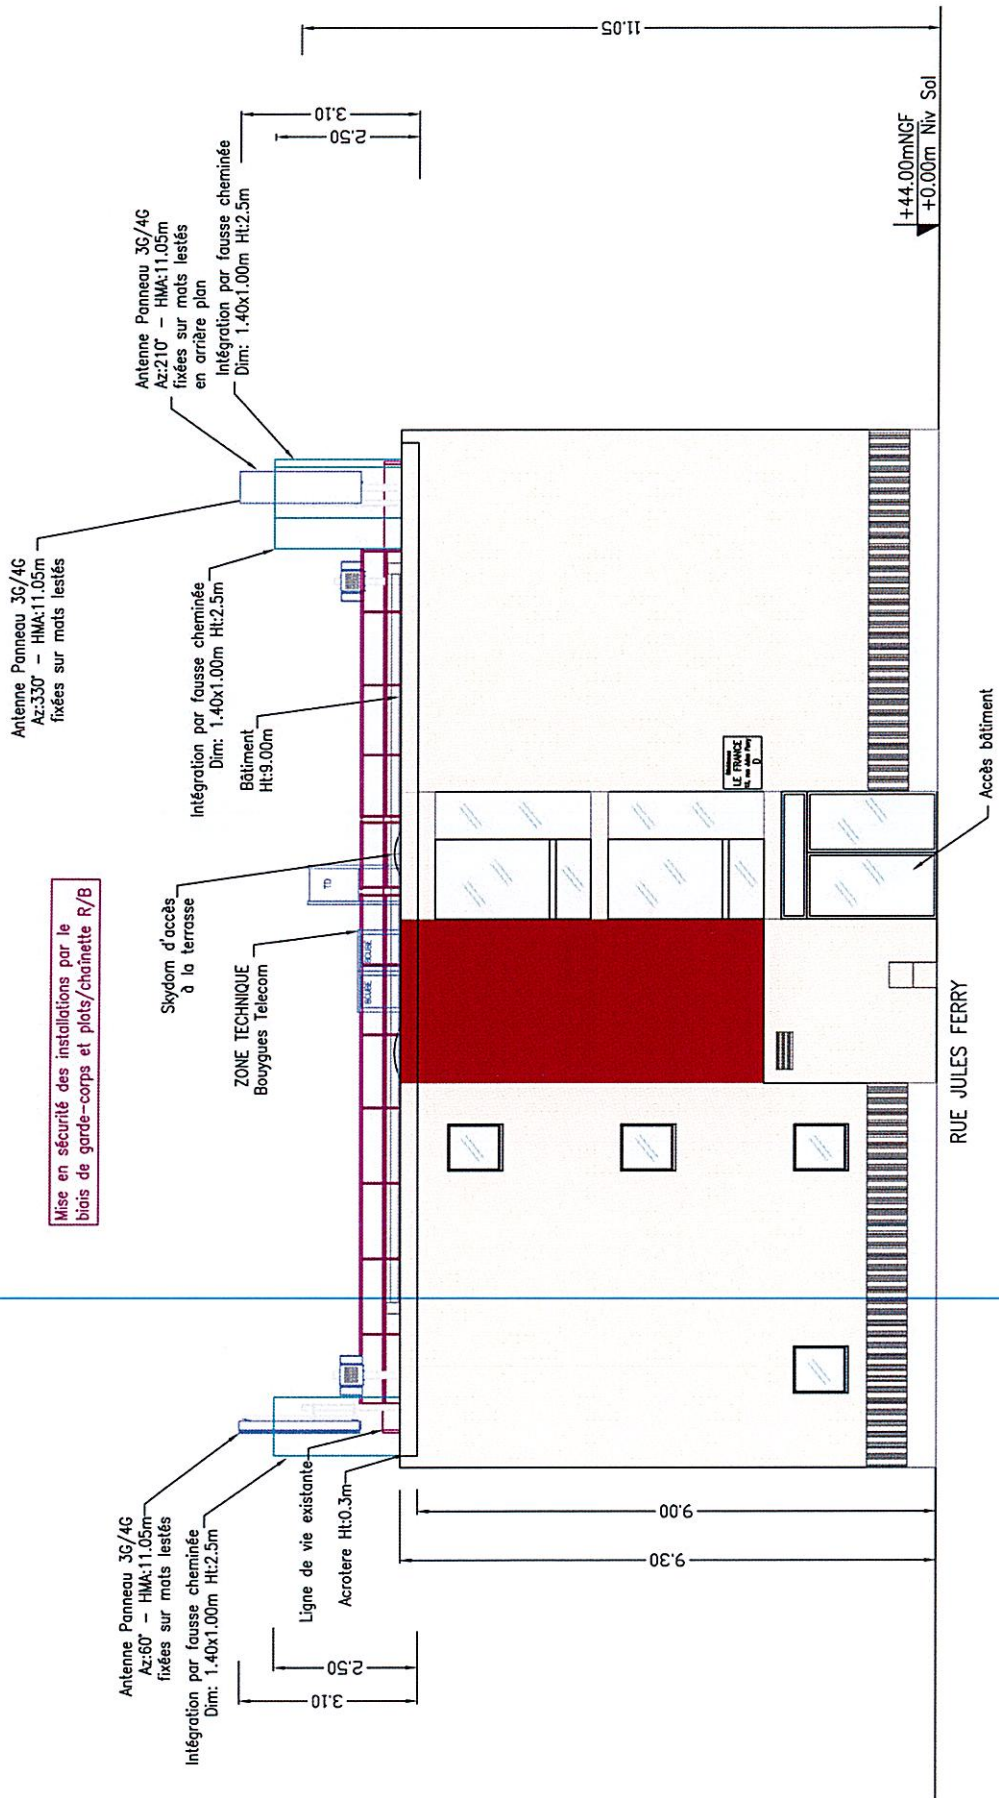 Mise en sécurité des installations par le
biais de garde-corps et plots/chaînette R/B
Antenne Panneau 3G/4G
Az:60° - HMA:11.05m
fixées sur mats lestés
Intégration par fausse cheminée
Dim: 1.40x1.00m Ht:2.5m
Ligne de vie existante
Acrotere Ht:0.3m
3.10
2.50
9.30
9.00
ZONE TECHNIQUE
Bouygues Telecom
Skydom d'accès
à la terrasse
BCUBE
BCUBE
TD
Bâtiment
Ht:9.00m
Intégration par fausse cheminée
Dim: 1.40x1.00m Ht:2.5m
Antenne Panneau 3G/4G
Az:330° - HMA:11.05m
fixées sur mats lestés
Antenne Panneau 3G/4G
Az:210° - HMA:11.05m
fixées sur mats lestés
en arrière plan
Intégration par fausse cheminée
Dim: 1.40x1.00m Ht:2.5m
2.50
3.10
11.05
LE FRANCE
D
+44.00mNGF
+0.00m Niv Sol
Accès bâtiment
RUE JULES FERRY